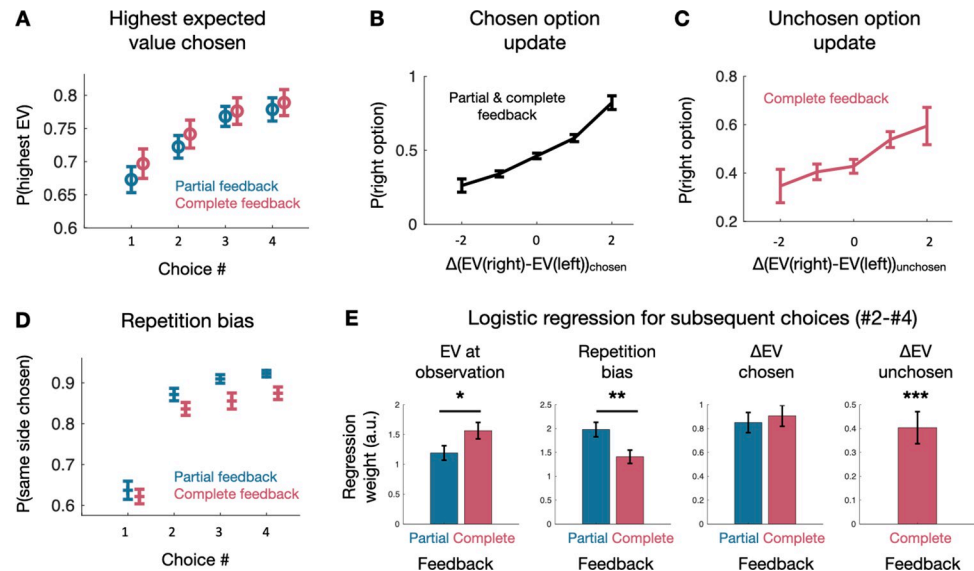 A
Highest expected
value chosen
P(highest EV)
0.8
0.75
0.7
0.65
0.6
Partial feedback
Complete feedback
1 2 3 4
Choice #
B
Chosen option
update
P(right option)
1
0.5
0
Partial & complete
feedback
-2 0 2
Δ(EV(right)-EV(left))chosen
C
Unchosen option
update
P(right option)
0.8
0.6
0.4
0.2
Complete feedback
-2 0 2
Δ(EV(right)-EV(left))unchosen
D
Repetition bias
P(same side chosen)
0.9
0.8
0.7
0.6
Partial feedback
Complete feedback
1 2 3 4
Choice #
E
Logistic regression for subsequent choices (#2-#4)
Regression
weight (a.u.)
EV at
observation
*
2
1.5
1
0.5
0
Partial Complete
Feedback
Repetition
bias
**
2.5
2
1.5
1
0.5
0
Partial Complete
Feedback
ΔEV
chosen
1
0.8
0.6
0.4
0.2
0
Partial Complete
Feedback
ΔEV
unchosen
***
0.5
0.4
0.3
0.2
0.1
0
Complete
Feedback